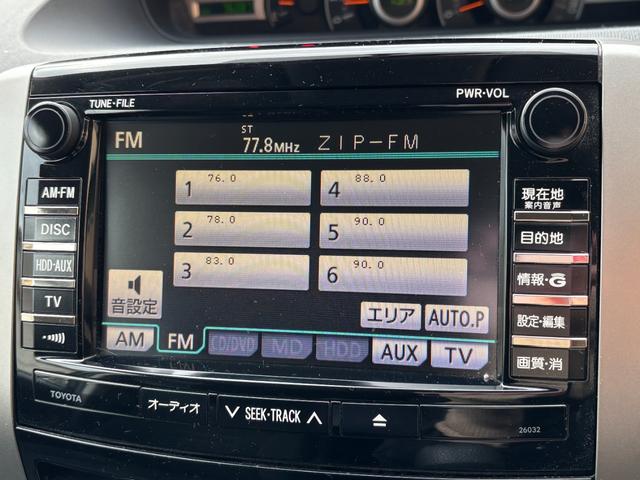 TUNE·FILE
PWR·VOL
FM
ST
77.8MHz ZIP-FM
1 76.0
4 88.0
2 78.0
5 90.0
3 83.0
6 90.0
音設定
エリア
AUTO.P
AM
FM
CD/DVD
MD
HDD
AUX
TV
AM·FM
DISC
HDD·AUX
TV
現在地
案内音声
目的地
情報·G
設定·編集
画質·消
TOYOTA
オーディオ
∨ SEEK·TRACK ∧
26032